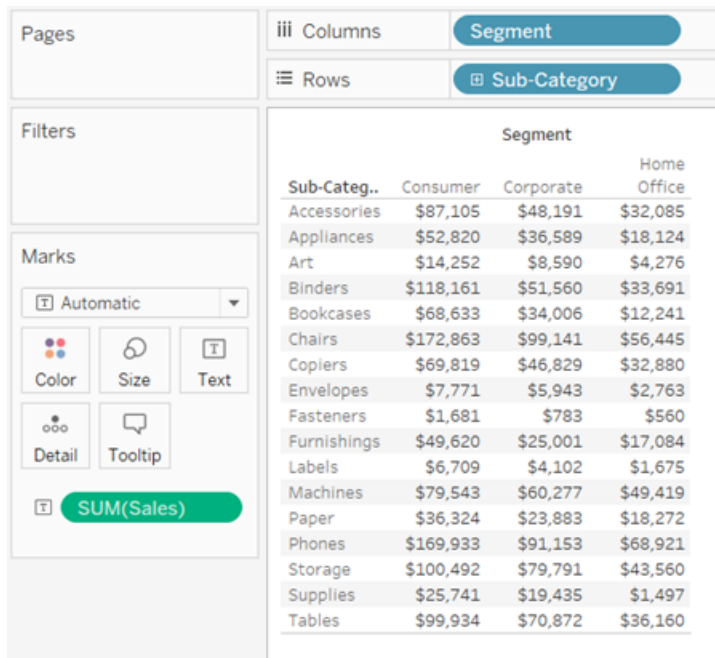 Pages
Columns Segment
Rows Sub-Category
Filters
Marks
Automatic
Color Size Text
Detail Tooltip
SUM(Sales)
Segment
Home
Sub-Categ.. Consumer Corporate Office
Accessories $87,105 $48,191 $32,085
Appliances $52,820 $36,589 $18,124
Art $14,252 $8,590 $4,276
Binders $118,161 $51,560 $33,691
Bookcases $68,633 $34,006 $12,241
Chairs $172,863 $99,141 $56,445
Copiers $69,819 $46,829 $32,880
Envelopes $7,771 $5,943 $2,763
Fasteners $1,681 $783 $560
Furnishings $49,620 $25,001 $17,084
Labels $6,709 $4,102 $1,675
Machines $79,543 $60,277 $49,419
Paper $36,324 $23,883 $18,272
Phones $169,933 $91,153 $68,921
Storage $100,492 $79,791 $43,560
Supplies $25,741 $19,435 $1,497
Tables $99,934 $70,872 $36,160